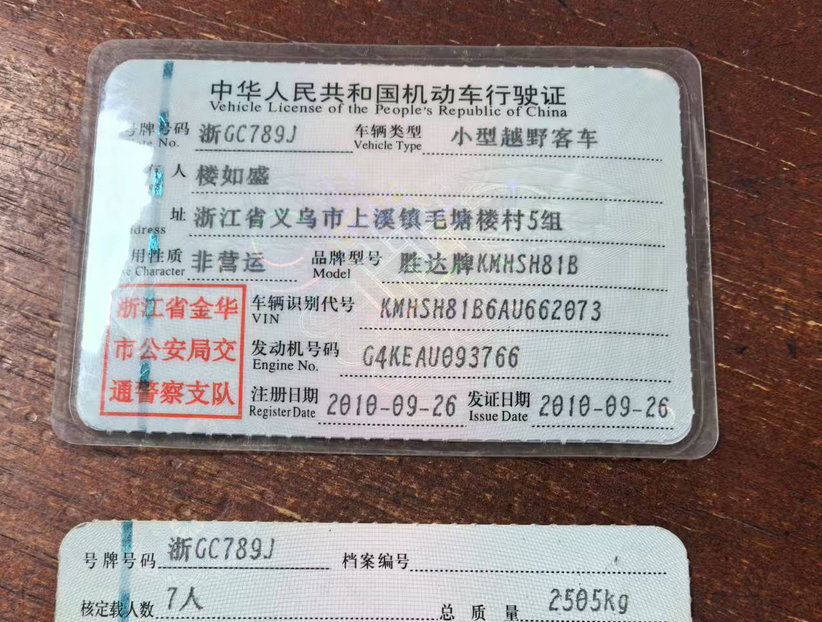 中华人民共和国机动车行驶证
Vehicle License of the People's Republic of China
号牌号码 浙GC789J 车辆类型 小型越野客车
No. Vehicle Type
人 楼如盛
址 浙江省义乌市上溪镇毛塘楼村5组
dress
用性质 非营运 品牌型号 胜达牌KMHSH81B
Character Model
浙江省金华
市公安局交
通警察支队
车辆识别代号 KMHSH81B6AU662073
VIN
发动机号码 G4KEAU093766
Engine No.
注册日期 2010-09-26 发证日期 2010-09-26
Register Date Issue Date
号牌号码 浙GC789J 档案编号
核定载人数 7人 总质量 2505kg